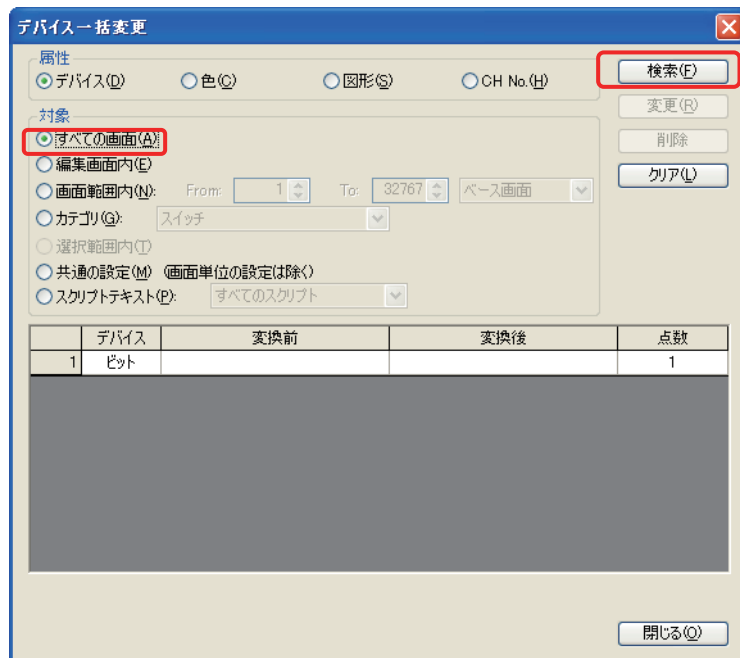 デバイス一括変更
属性
デバイス(D) 色(C) 図形(S) CH No.(H)
検索(F)
変更(R)
対象
すべての画面(A)
削除
編集画面内(E)
クリア(L)
画面範囲内(N): From: 1 To: 32767 ベース画面
カテゴリ(G): スイッチ
選択範囲内(T)
共通の設定(M) (画面単位の設定は除く)
スクリプトテキスト(P): すべてのスクリプト
デバイス 変換前 変換後 点数
1 ビット 1
閉じる(O)